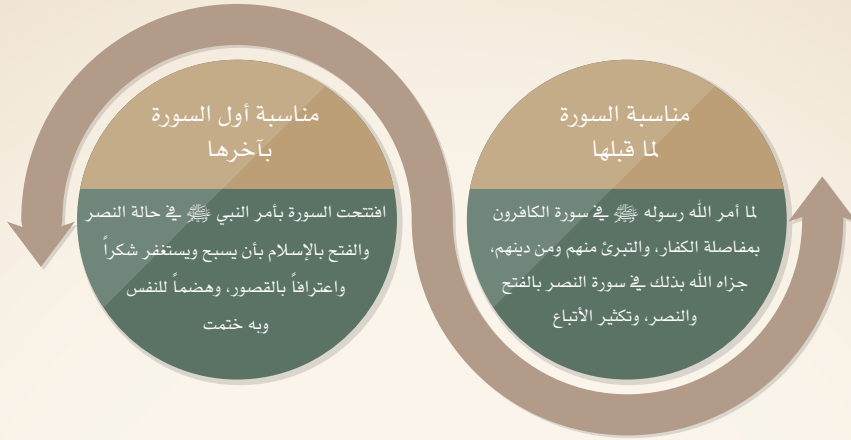 مناسبة السورة
لما قبلها
لما أمر الله رسوله ﷺ في سورة الكافرون
بمفاصلة الكفار، والتبرئ منهم ومن دينهم،
جزاه الله بذلك في سورة النصر بالفتح
والنصر، وتكثير الأتباع
مناسبة أول السورة
بآخرها
افتتحت السورة بأمر النبي ﷺ في حالة النصر
والفتح بالإسلام بأن يسبح ويستغفر شكراً
واعترافاً بالقصور، وهضماً للنفس
وبه ختمت